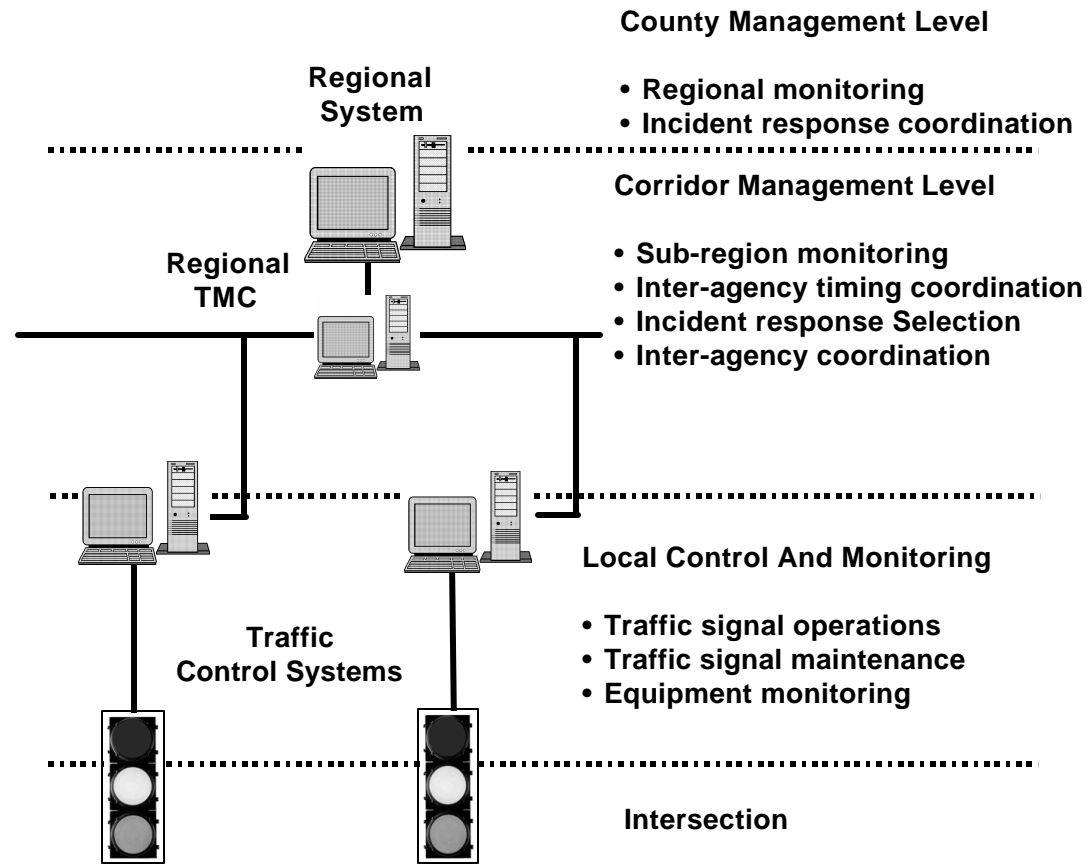 County Management Level
Regional
System
• Regional monitoring
• Incident response coordination
Corridor Management Level
Regional
TMC
• Sub-region monitoring
• Inter-agency timing coordination
• Incident response Selection
• Inter-agency coordination
Local Control And Monitoring
Traffic
Control Systems
• Traffic signal operations
• Traffic signal maintenance
• Equipment monitoring
Intersection